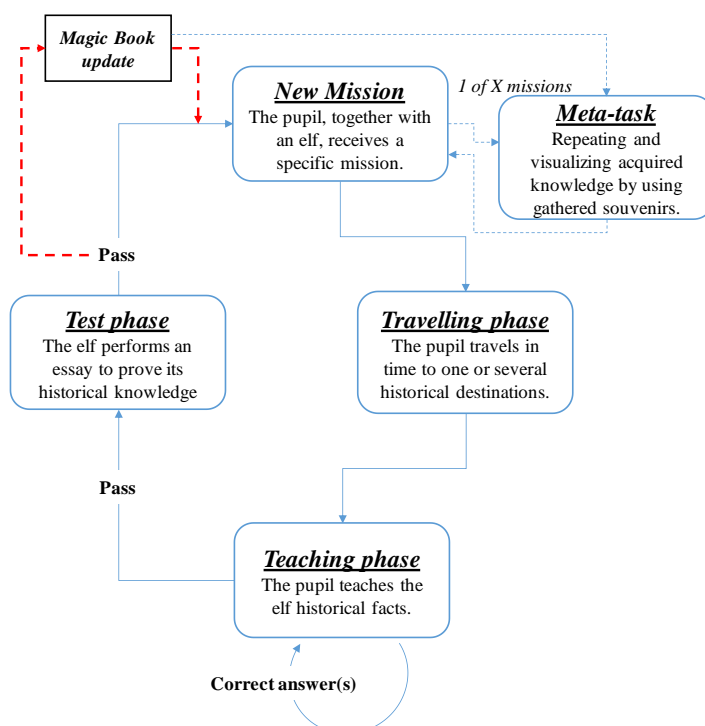 Magic Book
update
New Mission
The pupil, together with
an elf, receives a
specific mission.
1 of X missions
Meta-task
Repeating and
visualizing acquired
knowledge by using
gathered souvenirs.
Pass
Test phase
The elf performs an
essay to prove its
historical knowledge
Travelling phase
The pupil travels in
time to one or several
historical destinations.
Pass
Teaching phase
The pupil teaches the
elf historical facts.
Correct answer(s)